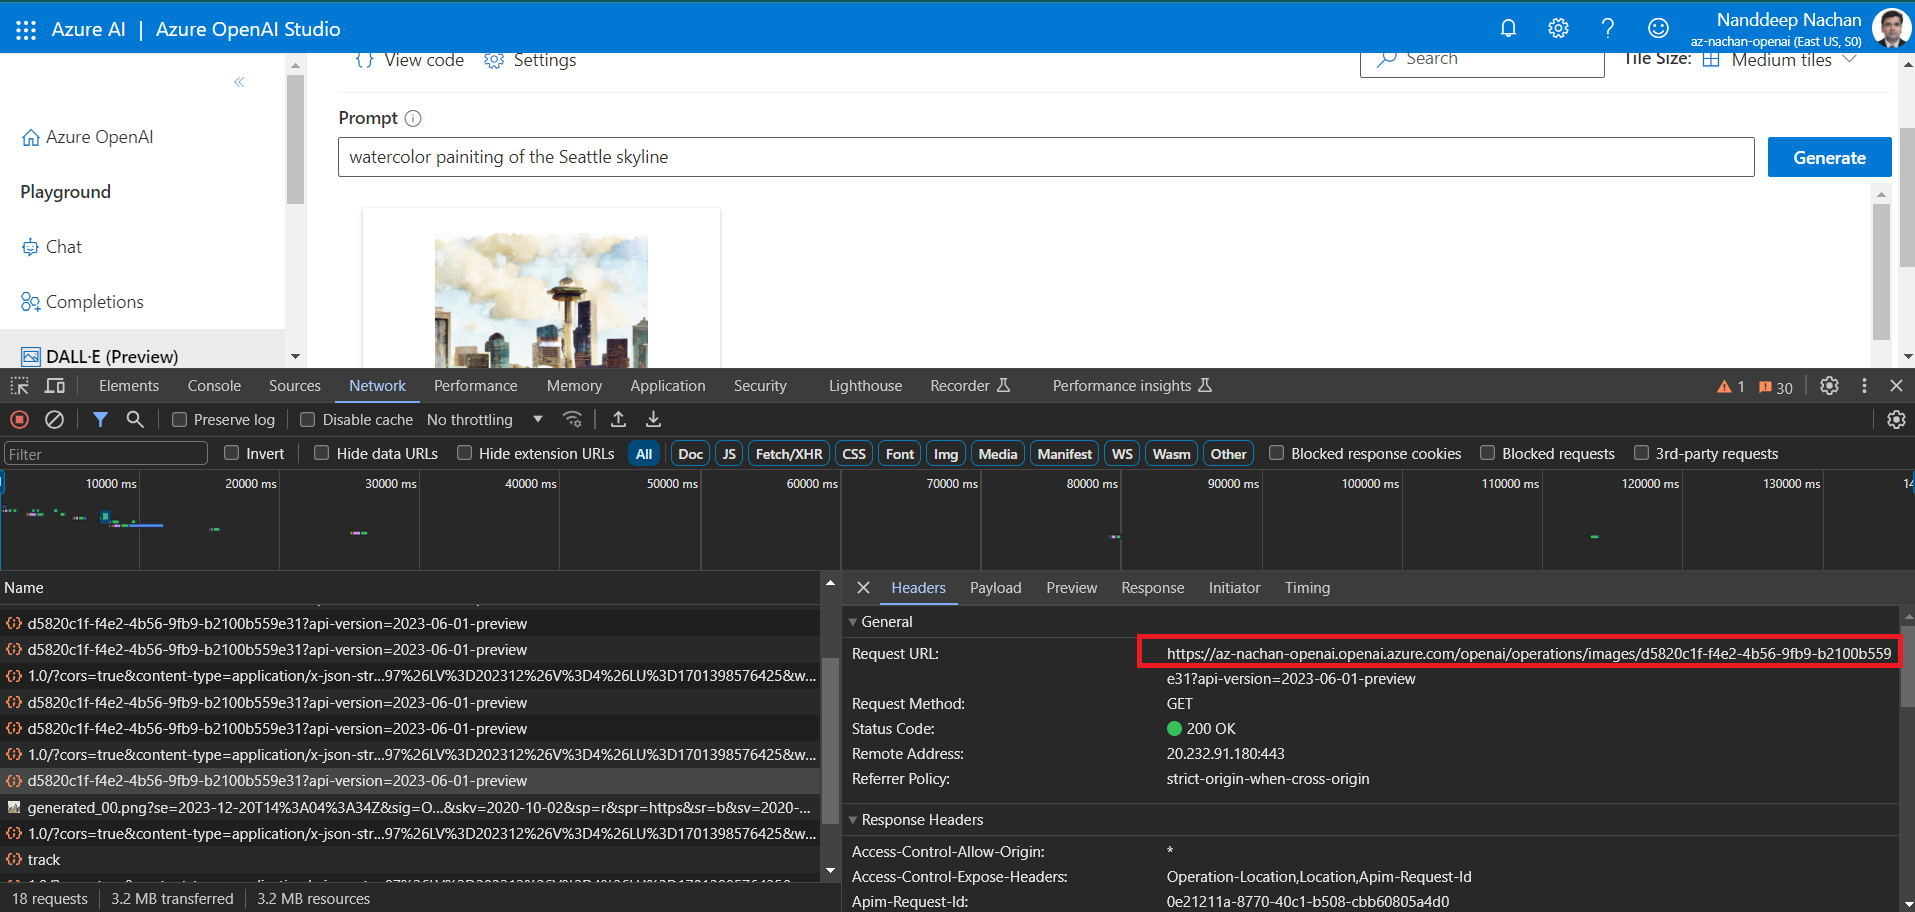 Azure AI | Azure OpenAI Studio
Nanddeep Nachan
az-nachan-openai (East US, S0)
View code
Settings
Search
Tile Size:
Medium tiles
Azure OpenAI
Playground
Chat
Completions
DALL·E (Preview)
Prompt
watercolor painiting of the Seattle skyline
Generate
Elements
Console
Sources
Network
Performance
Memory
Application
Security
Lighthouse
Recorder
Performance insights
1
30
Preserve log
Disable cache
No throttling
Filter
Invert
Hide data URLs
Hide extension URLs
All
Doc
JS
Fetch/XHR
CSS
Font
Img
Media
Manifest
WS
Wasm
Other
Blocked response cookies
Blocked requests
3rd-party requests
10000 ms
20000 ms
30000 ms
40000 ms
50000 ms
60000 ms
70000 ms
80000 ms
90000 ms
100000 ms
110000 ms
120000 ms
130000 ms
Name
d5820c1f-f4e2-4b56-9fb9-b2100b559e31?api-version=2023-06-01-preview
d5820c1f-f4e2-4b56-9fb9-b2100b559e31?api-version=2023-06-01-preview
1.0/?cors=true&content-type=application/x-json-str...97%26LV%3D202312%26V%3D4%26LU%3D1701398576425&w...
d5820c1f-f4e2-4b56-9fb9-b2100b559e31?api-version=2023-06-01-preview
d5820c1f-f4e2-4b56-9fb9-b2100b559e31?api-version=2023-06-01-preview
1.0/?cors=true&content-type=application/x-json-str...97%26LV%3D202312%26V%3D4%26LU%3D1701398576425&w...
d5820c1f-f4e2-4b56-9fb9-b2100b559e31?api-version=2023-06-01-preview
generated_00.png?se=2023-12-20T14%3A04%3A34Z&sig=O...&skv=2020-10-02&sp=r&spr=https&sr=b&sv=2020-...
1.0/?cors=true&content-type=application/x-json-str...97%26LV%3D202312%26V%3D4%26LU%3D1701398576425&w...
track
18 requests
3.2 MB transferred
3.2 MB resources
Headers
Payload
Preview
Response
Initiator
Timing
General
Request URL:
https://az-nachan-openai.openai.azure.com/openai/operations/images/d5820c1f-f4e2-4b56-9fb9-b2100b559
e31?api-version=2023-06-01-preview
Request Method:
GET
Status Code:
200 OK
Remote Address:
20.232.91.180:443
Referrer Policy:
strict-origin-when-cross-origin
Response Headers
Access-Control-Allow-Origin:
*
Access-Control-Expose-Headers:
Operation-Location,Location,Apim-Request-Id
Apim-Request-Id:
0e21211a-8770-40c1-b508-cbb60805a4d0